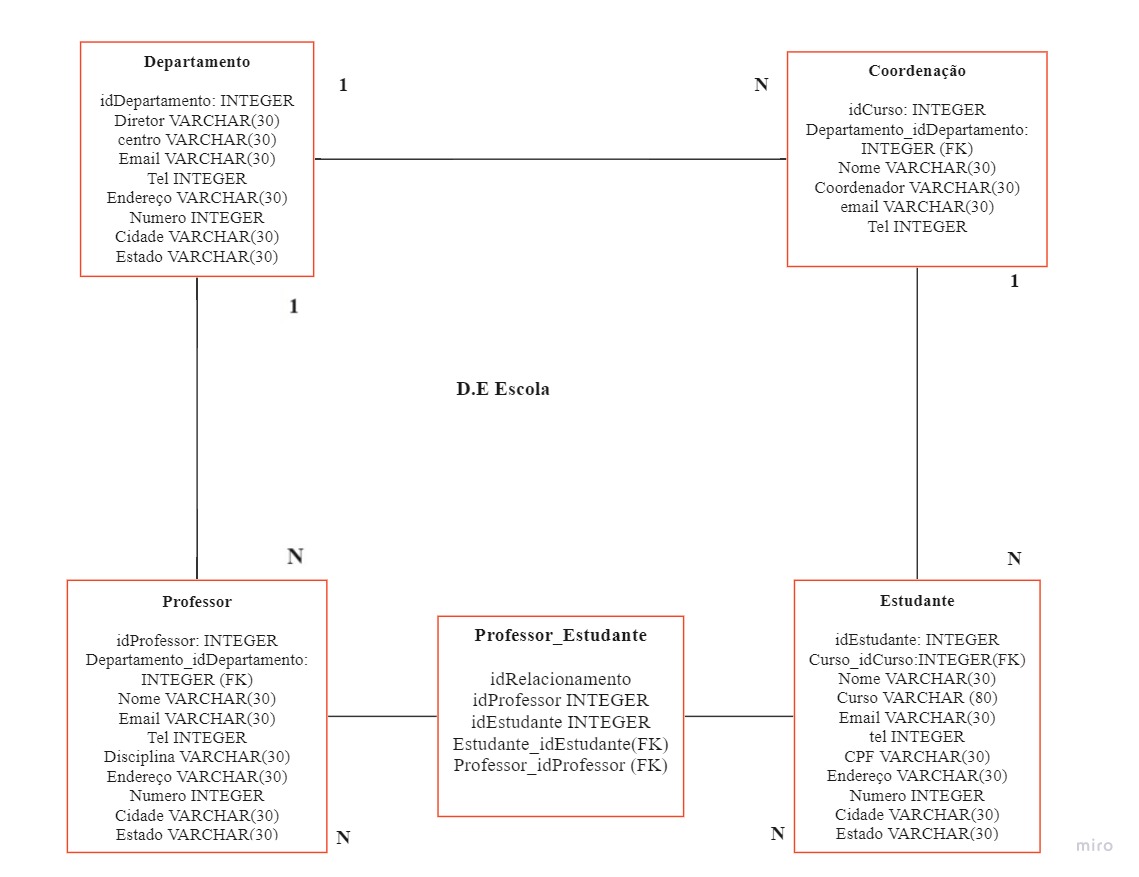 Departamento
idDepartamento: INTEGER
Diretor VARCHAR(30)
centro VARCHAR(30)
Email VARCHAR(30)
Tel INTEGER
Endereço VARCHAR(30)
Numero INTEGER
Cidade VARCHAR(30)
Estado VARCHAR(30)
1
N
Coordenação
idCurso: INTEGER
Departamento_idDepartamento:
INTEGER (FK)
Nome VARCHAR(30)
Coordenador VARCHAR(30)
email VARCHAR(30)
Tel INTEGER
1
1
D.E Escola
N
N
Professor
idProfessor: INTEGER
Departamento_idDepartamento:
INTEGER (FK)
Nome VARCHAR(30)
Email VARCHAR(30)
Tel INTEGER
Disciplina VARCHAR(30)
Endereço VARCHAR(30)
Numero INTEGER
Cidade VARCHAR(30)
Estado VARCHAR(30)
N
Professor_Estudante
idRelacionamento
idProfessor INTEGER
idEstudante INTEGER
Estudante_idEstudante(FK)
Professor_idProfessor (FK)
N
Estudante
idEstudante: INTEGER
Curso_idCurso:INTEGER(FK)
Nome VARCHAR(30)
Curso VARCHAR (80)
Email VARCHAR(30)
tel INTEGER
CPF VARCHAR(30)
Endereço VARCHAR(30)
Numero INTEGER
Cidade VARCHAR(30)
Estado VARCHAR(30)
miro